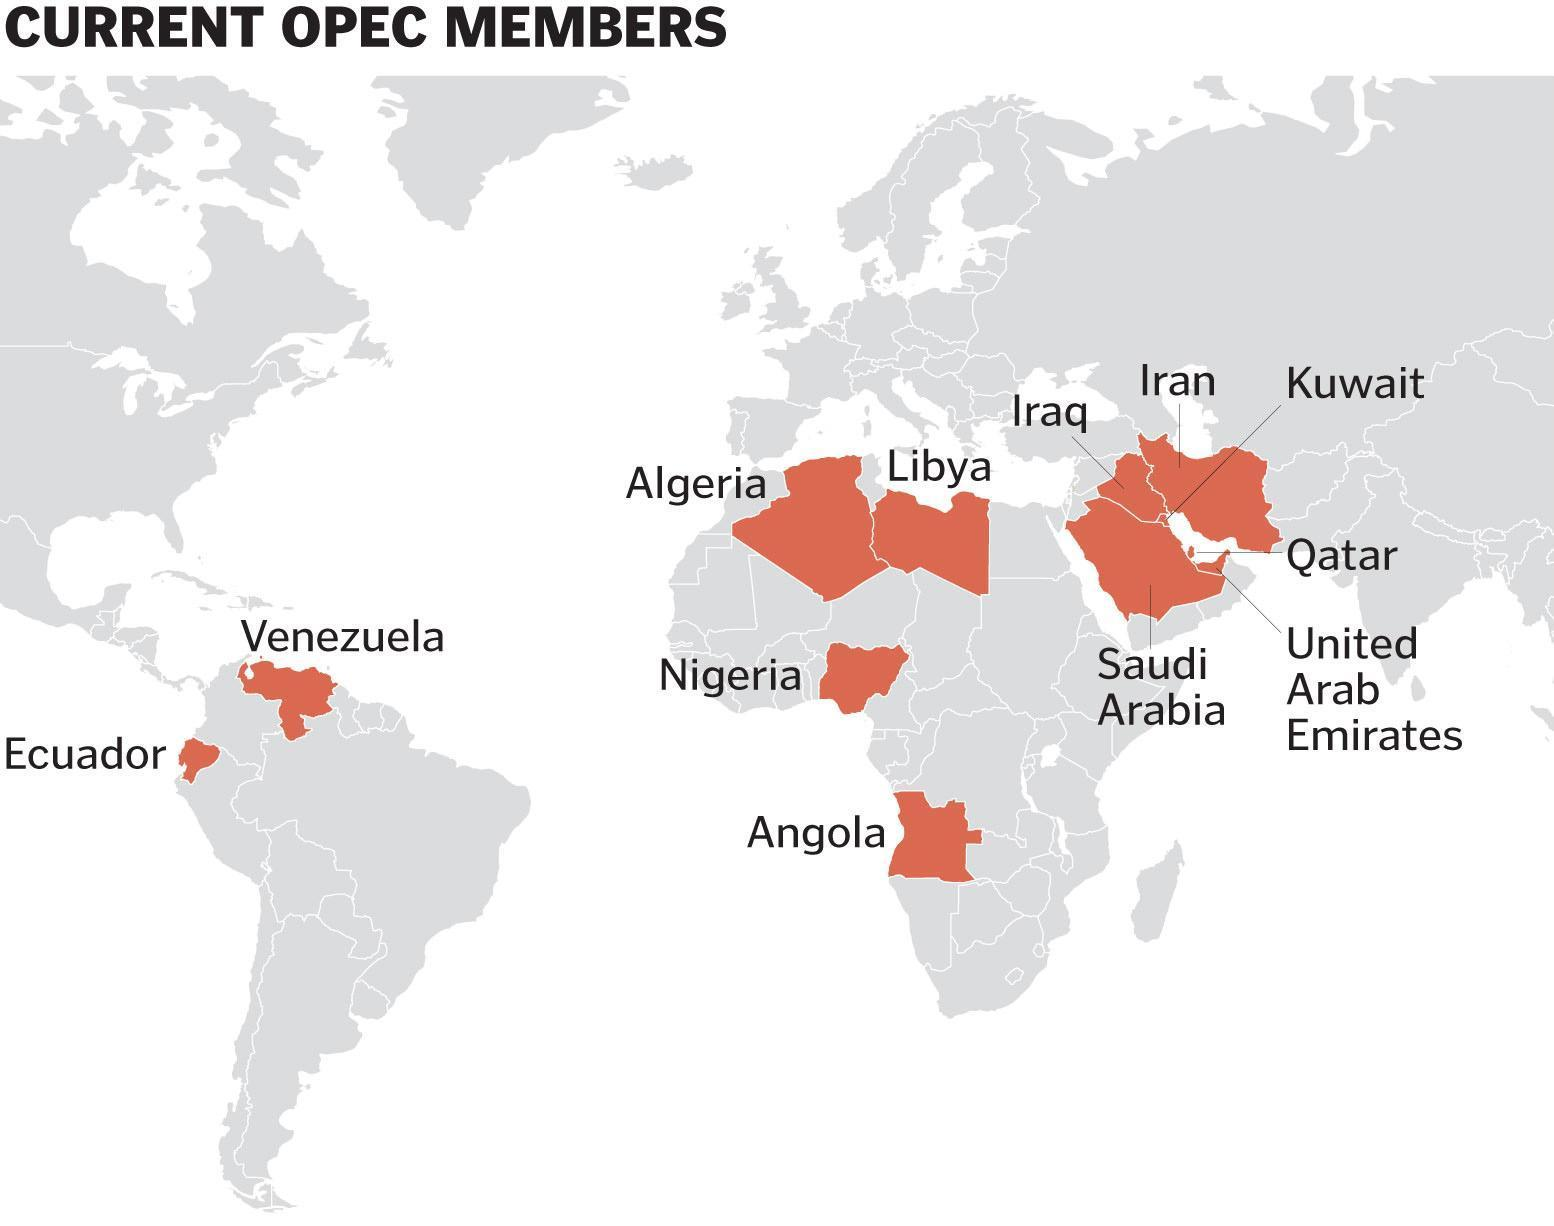 CURRENT OPEC MEMBERS
Iran
Kuwait
Iraq
Libya
Algeria
Qatar
Venezuela
United
Arab
Emirates
Saudi
Arabia
Nigeria
Ecuador
Angola